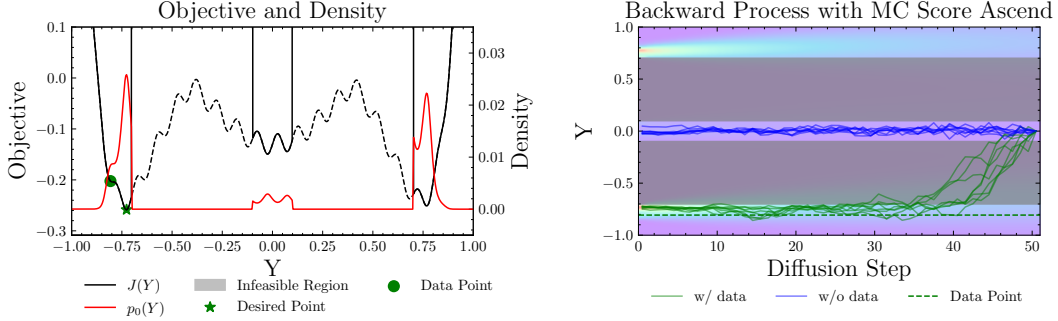 Objective and Density
Objective
0.0
−0.1
−0.2
−0.3
0.03
0.02
0.01
0.00
Density
−1.00 −0.75 −0.50 −0.25 0.00 0.25 0.50 0.75 1.00
Y
J(Y) Infeasible Region Data Point
p₀(Y) Desired Point
Backward Process with MC Score Ascend
Y
1.0
0.5
0.0
−0.5
−1.0
0 10 20 30 40 50
Diffusion Step
w/ data w/o data Data Point